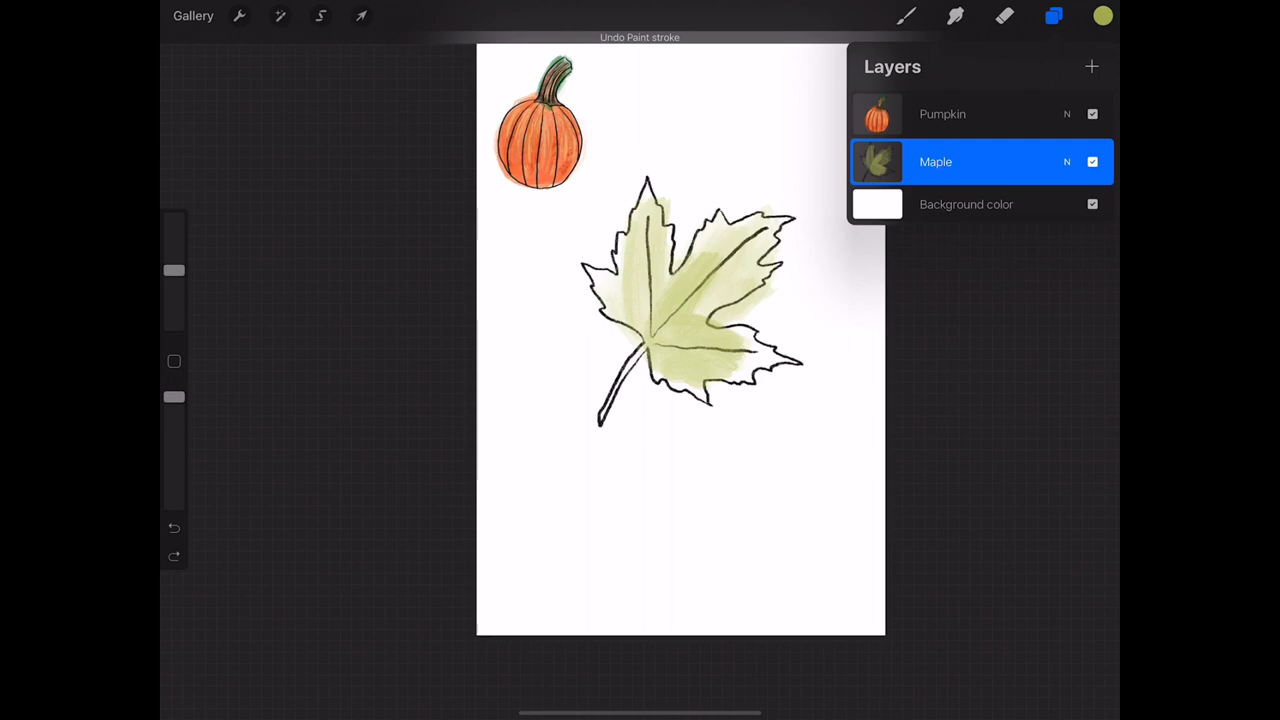 Gallery
Undo Paint stroke
Layers
Pumpkin N
Maple N
Background color